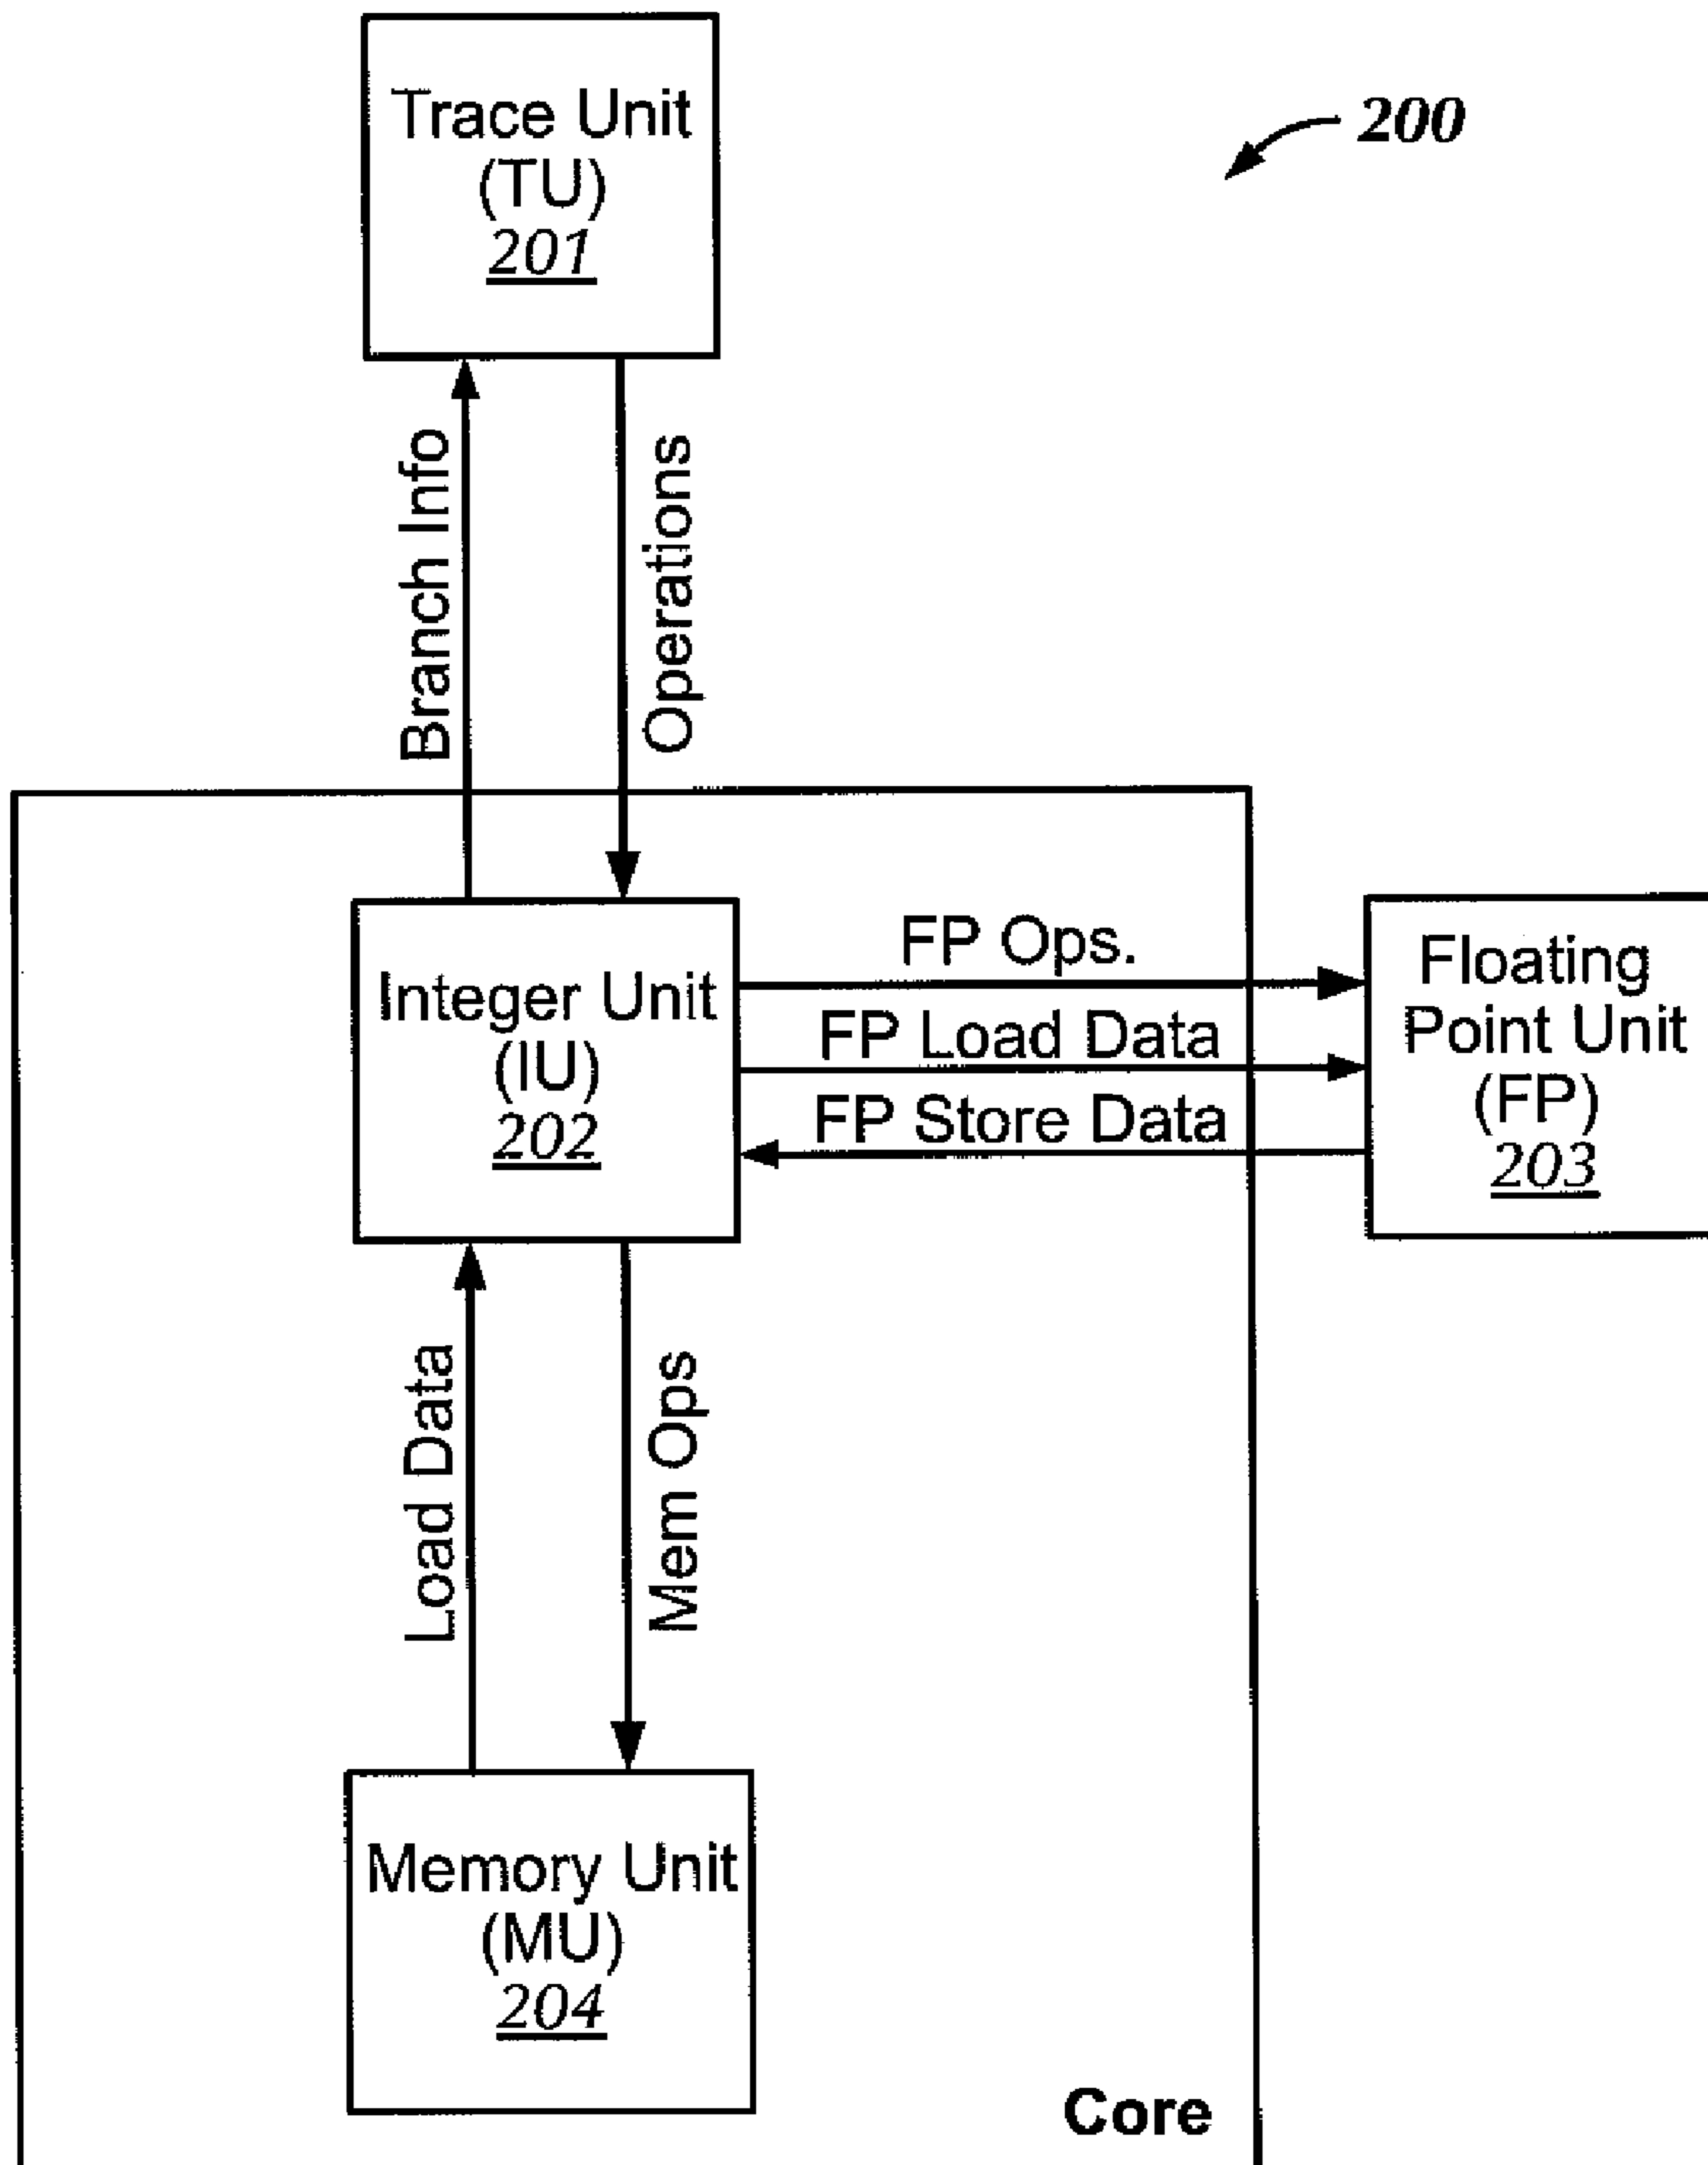 Trace Unit
(TU)
201
200
Branch Info
Operations
Integer Unit
(IU)
202
FP Ops.
FP Load Data
FP Store Data
Floating
Point Unit
(FP)
203
Load Data
Mem Ops
Memory Unit
(MU)
204
Core